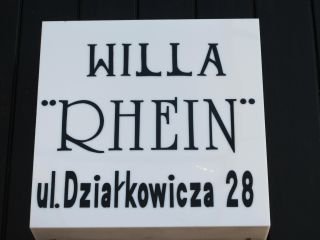 WILLA
"RHEIN"
ul. Działkowicza 28